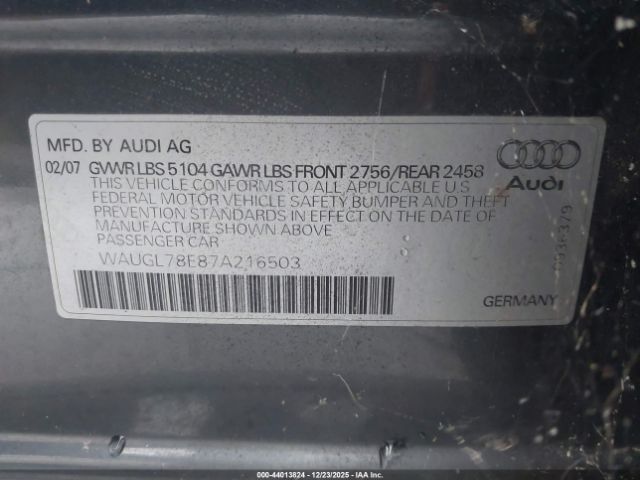 MFD. BY AUDI AG
02/07 GVWR LBS 5104 GAWR LBS FRONT 2756/REAR 2458
THIS VEHICLE CONFORMS TO ALL APPLICABLE U.S
FEDERAL MOTOR VEHICLE SAFETY BUMPER AND THEFT
PREVENTION STANDARDS IN EFFECT ON THE DATE OF
MANUFACTURE SHOWN ABOVE
PASSENGER CAR
WAUGL78E87A216503
Audi
GERMANY
000-44013824 - 12/23/2025 - IAA Inc.